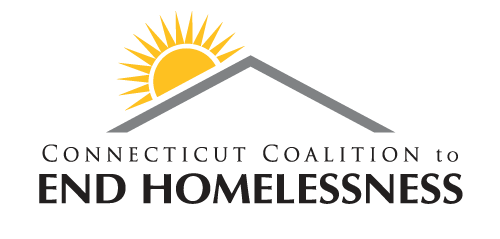 CONNECTICUT COALITION to
END HOMELESSNESS